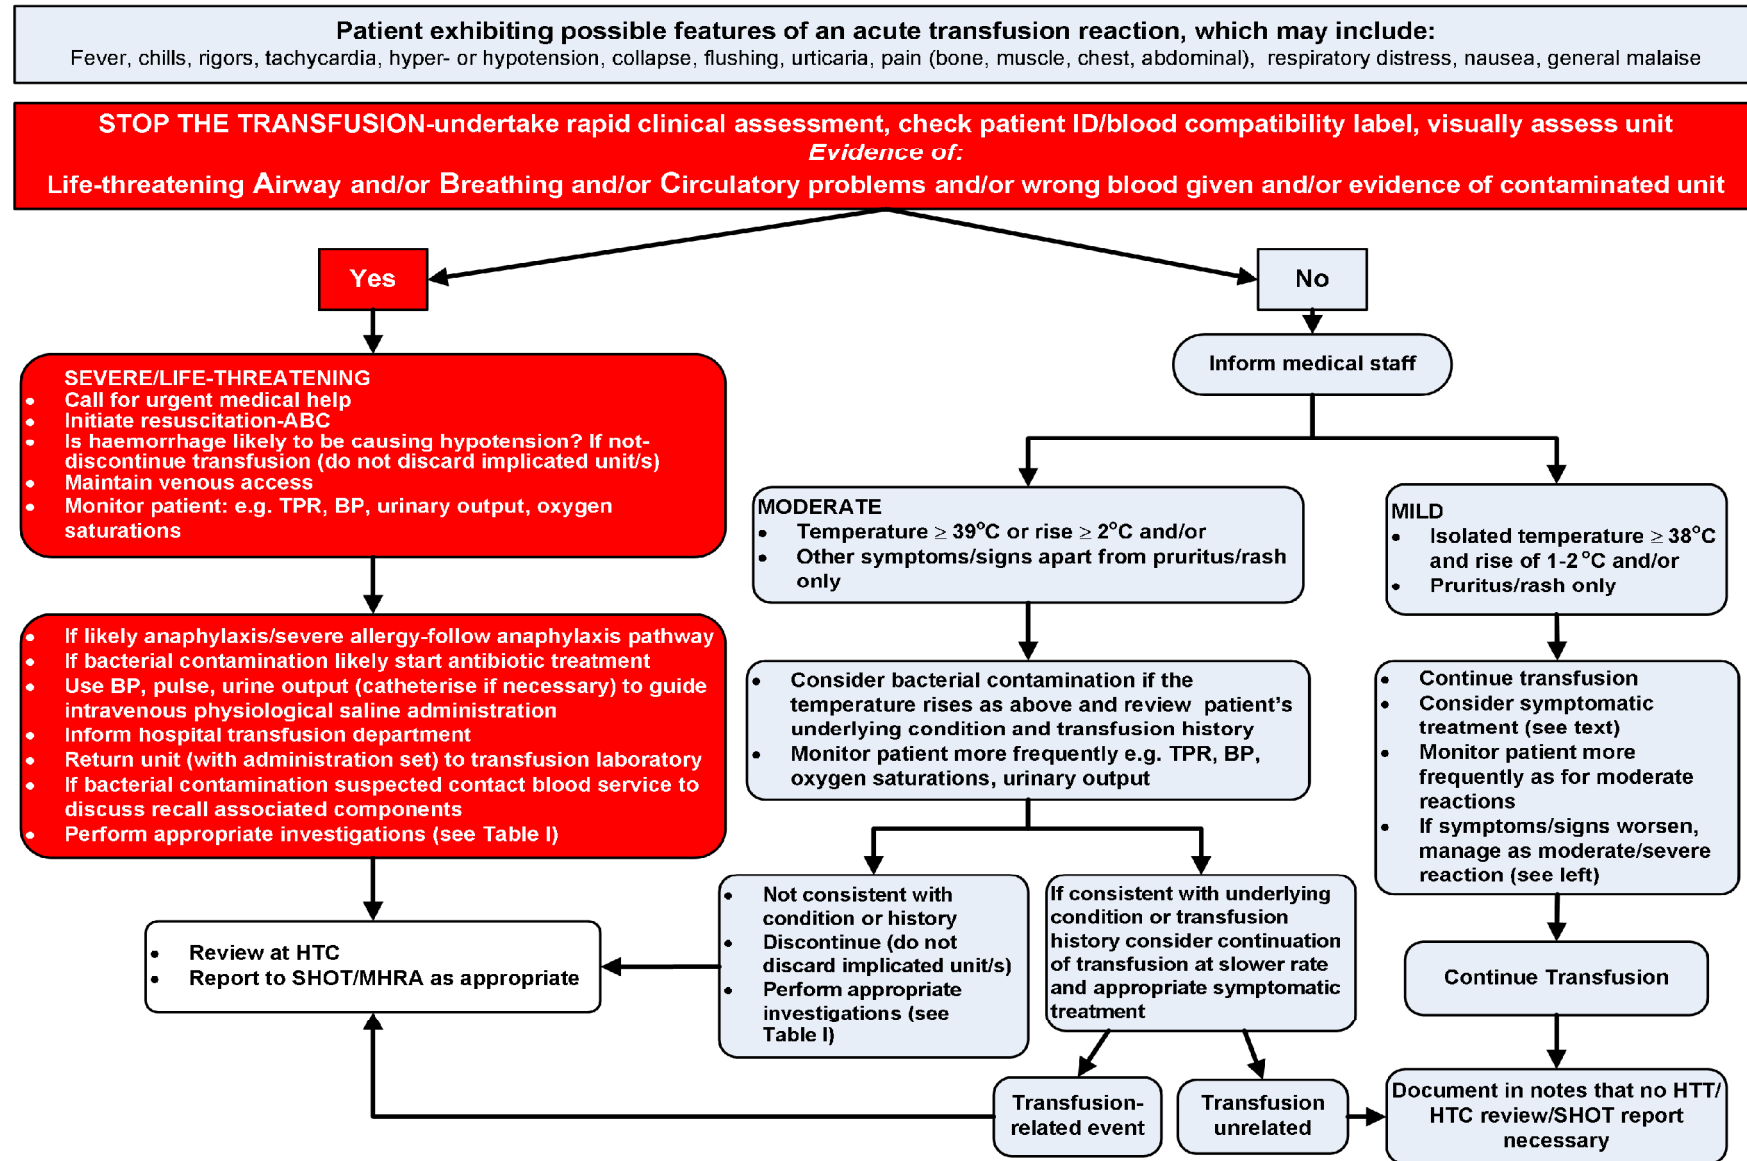 Patient exhibiting possible features of an acute transfusion reaction, which may include:
Fever, chills, rigors, tachycardia, hyper- or hypotension, collapse, flushing, urticaria, pain (bone, muscle, chest, abdominal), respiratory distress, nausea, general malaise
STOP THE TRANSFUSION-undertake rapid clinical assessment, check patient ID/blood compatibility label, visually assess unit
Evidence of:
Life-threatening Airway and/or Breathing and/or Circulatory problems and/or wrong blood given and/or evidence of contaminated unit
Yes
No
SEVERE/LIFE-THREATENING
• Call for urgent medical help
• Initiate resuscitation-ABC
• Is haemorrhage likely to be causing hypotension? If not-
discontinue transfusion (do not discard implicated unit/s)
• Maintain venous access
• Monitor patient: e.g. TPR, BP, urinary output, oxygen
saturations
• If likely anaphylaxis/severe allergy-follow anaphylaxis pathway
• If bacterial contamination likely start antibiotic treatment
• Use BP, pulse, urine output (catheterise if necessary) to guide
intravenous physiological saline administration
• Inform hospital transfusion department
• Return unit (with administration set) to transfusion laboratory
• If bacterial contamination suspected contact blood service to
discuss recall associated components
• Perform appropriate investigations (see Table I)
• Review at HTC
• Report to SHOT/MHRA as appropriate
Inform medical staff
MODERATE
• Temperature ≥ 39°C or rise ≥ 2°C and/or
• Other symptoms/signs apart from pruritus/rash
only
• Consider bacterial contamination if the
temperature rises as above and review patient's
underlying condition and transfusion history
• Monitor patient more frequently e.g. TPR, BP,
oxygen saturations, urinary output
• Not consistent with
condition or history
• Discontinue (do not
discard implicated unit/s)
• Perform appropriate
investigations (see
Table I)
If consistent with underlying
condition or transfusion
history consider continuation
of transfusion at slower rate
and appropriate symptomatic
treatment
Transfusion-
related event
Transfusion
unrelated
MILD
• Isolated temperature ≥ 38°C
and rise of 1-2 °C and/or
• Pruritus/rash only
• Continue transfusion
• Consider symptomatic
treatment (see text)
• Monitor patient more
frequently as for moderate
reactions
• If symptoms/signs worsen,
manage as moderate/severe
reaction (see left)
Continue Transfusion
Document in notes that no HTT/
HTC review/SHOT report
necessary